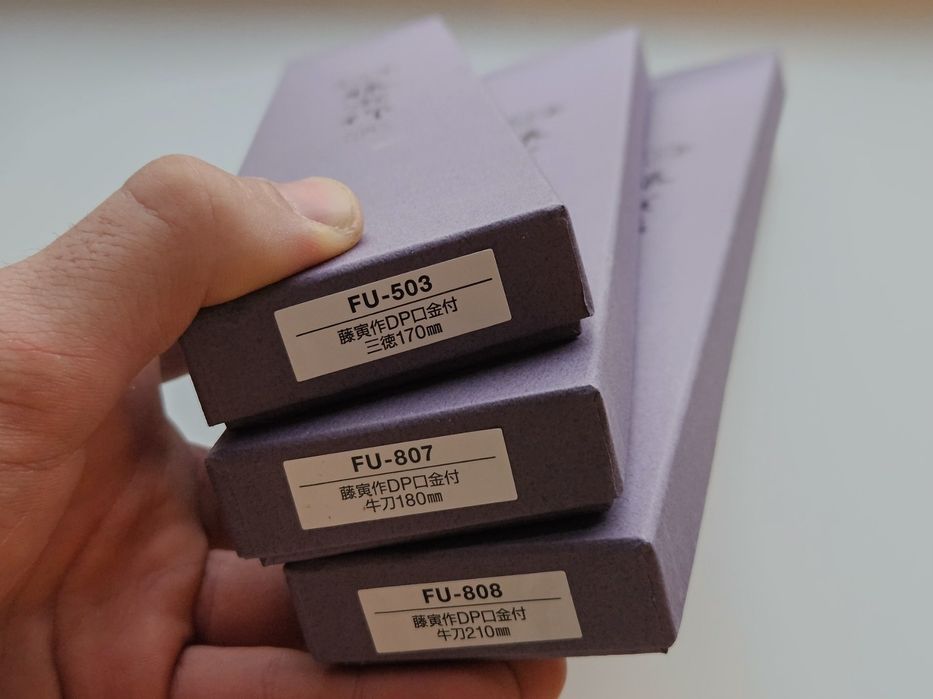 FU-503
藤寅作DP口金付
三徳170㎜
FU-807
藤寅作DP口金付
牛刀180㎜
FU-808
藤寅作DP口金付
牛刀210㎜